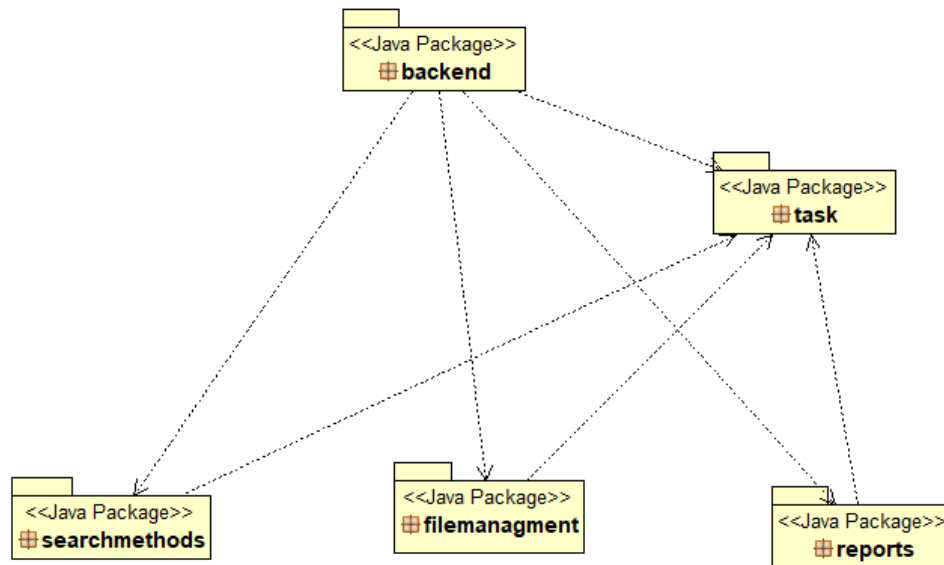 <<Java Package>>
backend
<<Java Package>>
task
<<Java Package>>
searchmethods
<<Java Package>>
filemanagment
<<Java Package>>
reports